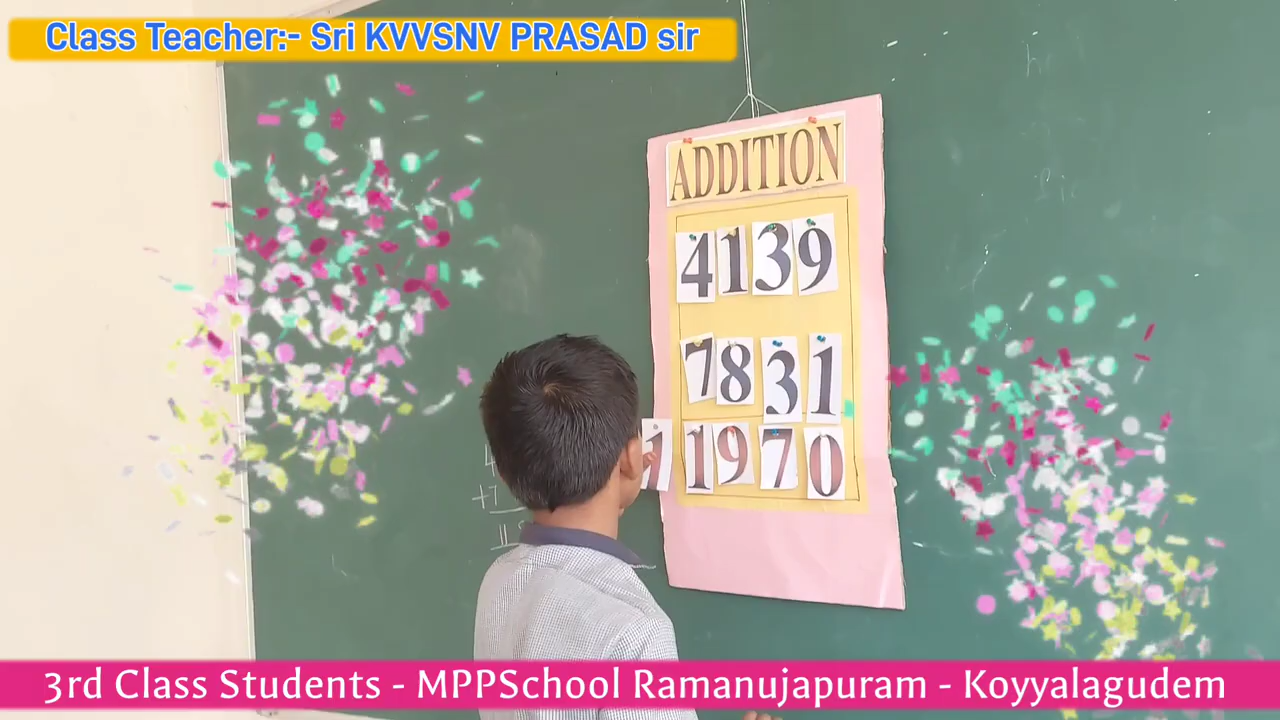 Class Teacher:- Sri KVVSNV PRASAD sir
ADDITION
4139
7831
11970
3rd Class Students - MPPSchool Ramanujapuram - Koyyalagudem